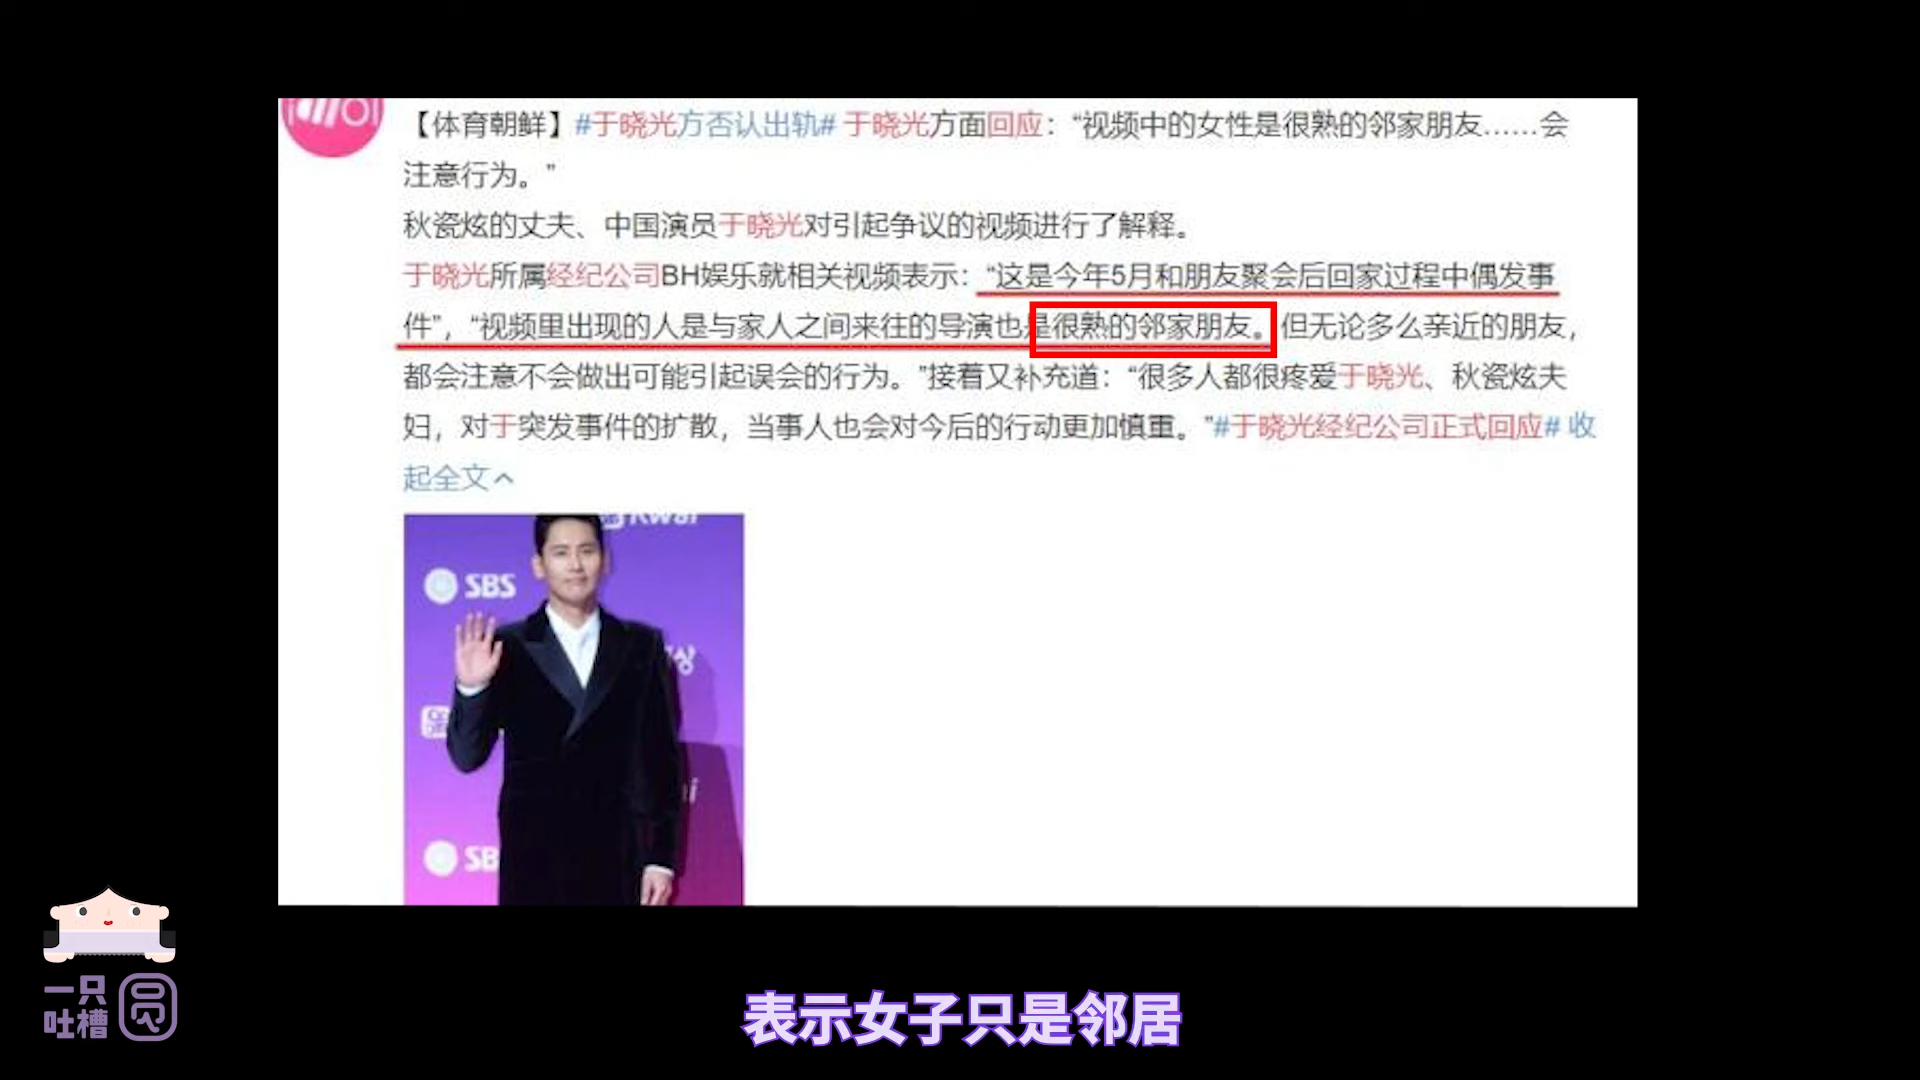 【体育朝鲜】#于晓光方否认出轨# 于晓光方面回应：“视频中的女性是很熟的邻家朋友……会
注意行为。”
秋瓷炫的丈夫、中国演员于晓光对引起争议的视频进行了解释。
于晓光所属经纪公司BH娱乐就相关视频表示：“这是今年5月和朋友聚会后回家过程中偶发事
件”，“视频里出现的人是与家人之间来往的导演也是很熟的邻家朋友。但无论多么亲近的朋友，
都会注意不会做出可能引起误会的行为。”接着又补充道：“很多人都很疼爱于晓光、秋瓷炫夫
妇，对于突发事件的扩散，当事人也会对今后的行动更加慎重。”#于晓光经纪公司正式回应# 收
起全文
Kwai
SBS
상
SB
一只
吐槽
圆
表示女子只是邻居